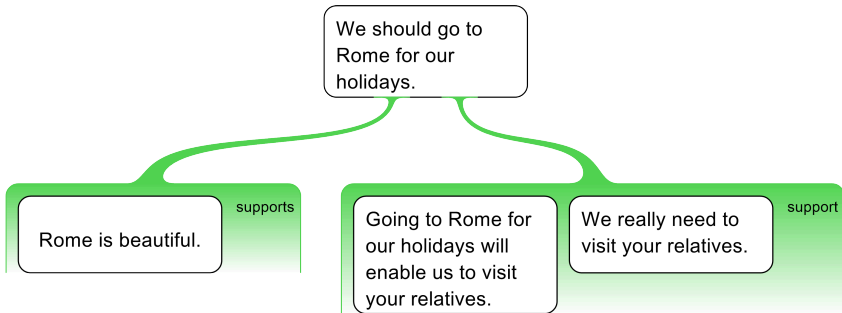 We should go to
Rome for our
holidays.
supports
Rome is beautiful.
Going to Rome for
our holidays will
enable us to visit
your relatives.
We really need to
visit your relatives.
support